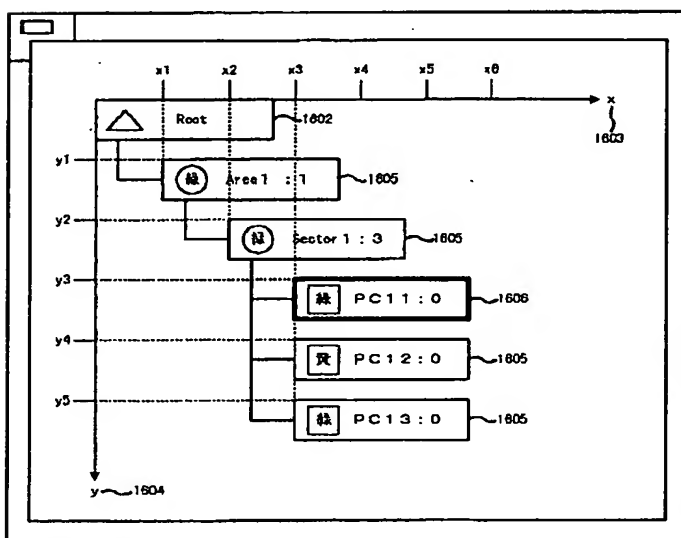 x1 x2 x3 x4 x5 x6
x
Root
1602
1603
y1
緑 Area1 : 1
1605
y2
緑 Sector1 : 3
1605
y3
緑 PC11:0
1606
y4
PC12:0
1605
y5
緑 PC13:0
1605
y
1604